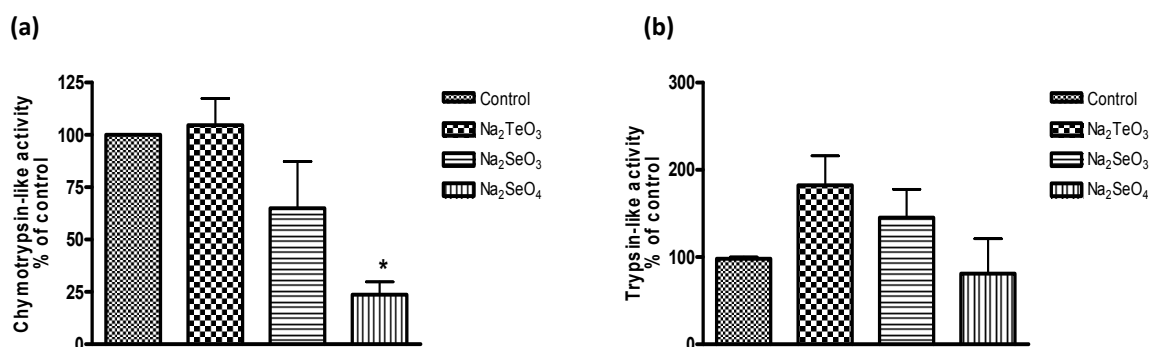 (a)
Chymotrypsin-like activity
% of control
125
100
75
50
25
0
*
Control
Na₂TeO₃
Na₂SeO₃
Na₂SeO₄
(b)
Trypsin-like activity
% of control
300
200
100
0
Control
Na₂TeO₃
Na₂SeO₃
Na₂SeO₄